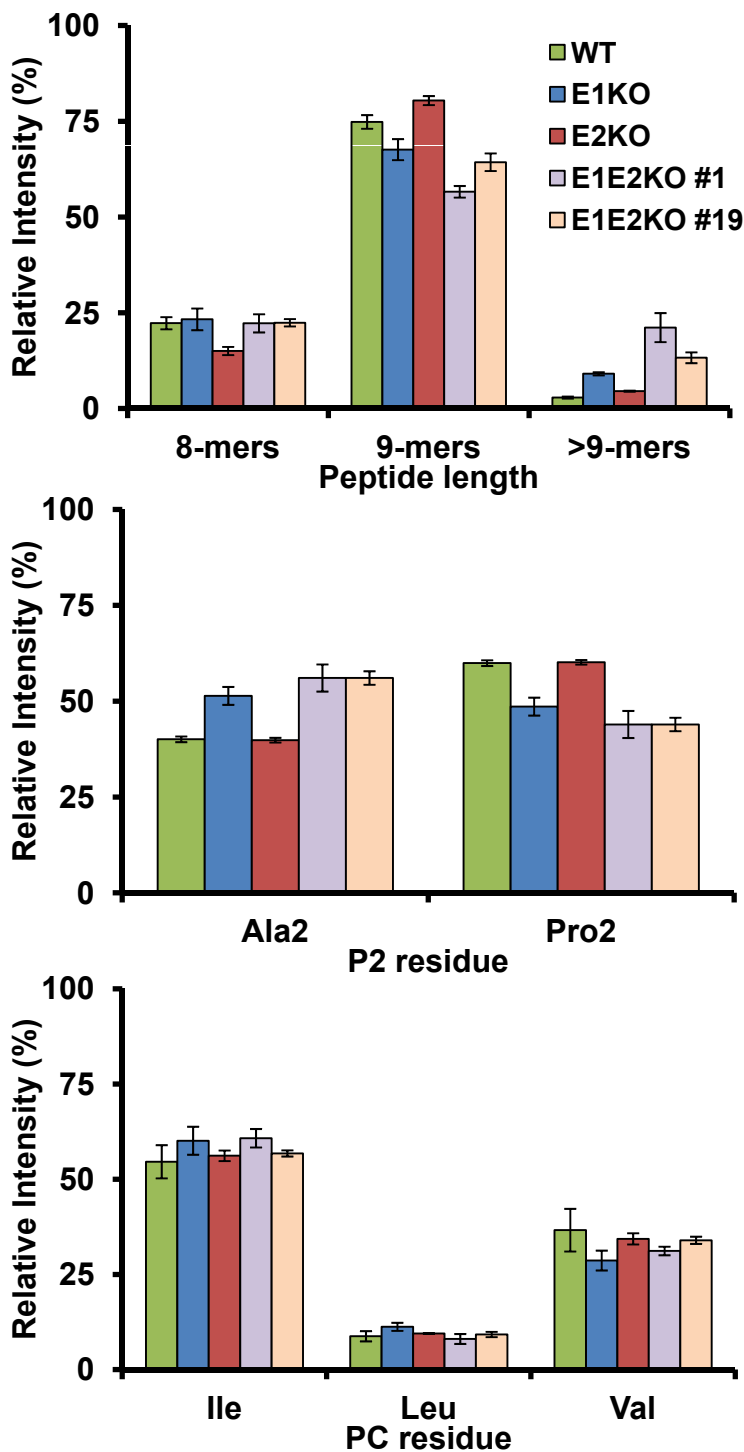 Relative Intensity (%)
100
75
50
25
0
WT
E1KO
E2KO
E1E2KO #1
E1E2KO #19
8-mers 9-mers >9-mers
Peptide length
Relative Intensity (%)
100
75
50
25
0
Ala2 Pro2
P2 residue
Relative Intensity (%)
100
75
50
25
0
Ile Leu Val
PC residue